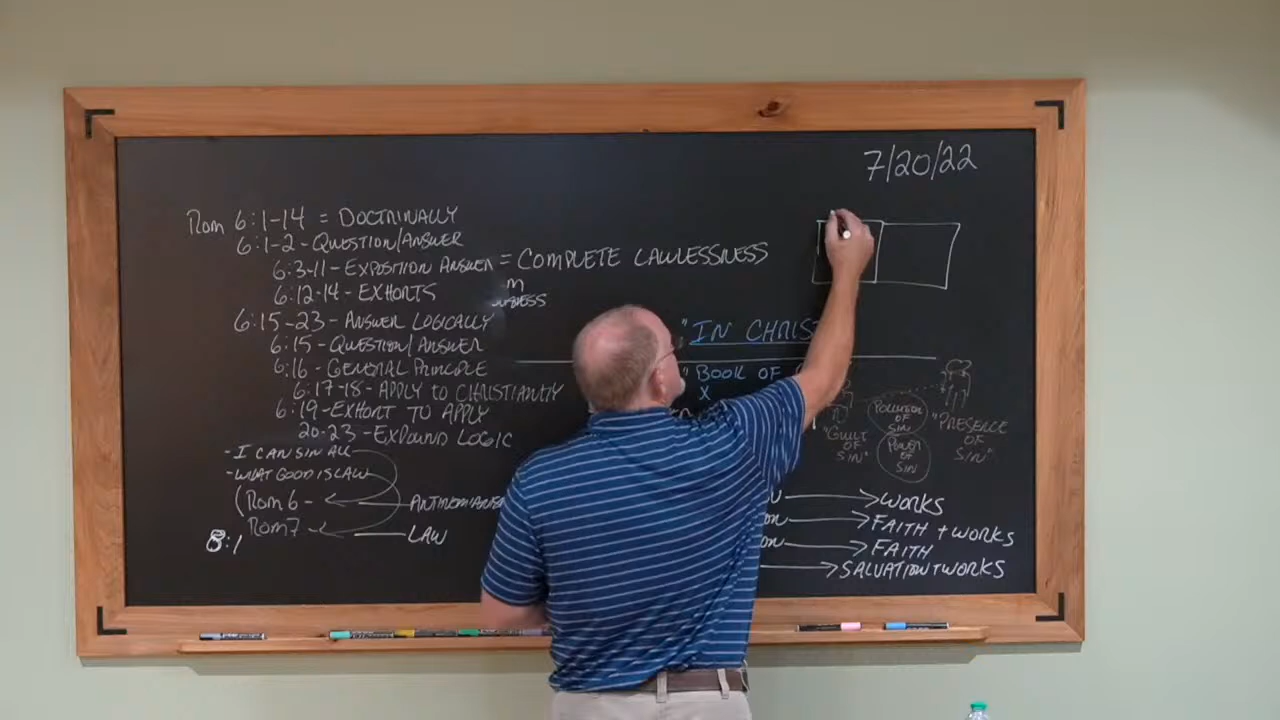 7/20/22
Rom 6:1-14 = DOCTRINALLY
6:1-2 - QUESTION/ANSWER
6:3-11 - EXPOSITION ANSWER = COMPLETE LAWLESSNESS
6:12-14 - EXHORTS
6:15-23 - ANSWER LOGICALLY
6:15 - QUESTION/ANSWER
6:16 - GENERAL PRINCIPLE
6:17-18 - APPLY TO CHRISTIANITY
6:19 - EXHORT TO APPLY
20-23 - EXPOUND LOGIC
- I CAN SIN ALL
- WHAT GOOD IS LAW
(Rom 6 -
Rom 7 -
LAW
8:1
"IN CHRIST
" BOOK OF
X
"GUILT OF SIN"
POLLUTION OF SIN
POWER OF SIN
"PRESENCE OF SIN"
WORKS
FAITH + WORKS
FAITH
SALVATION + WORKS